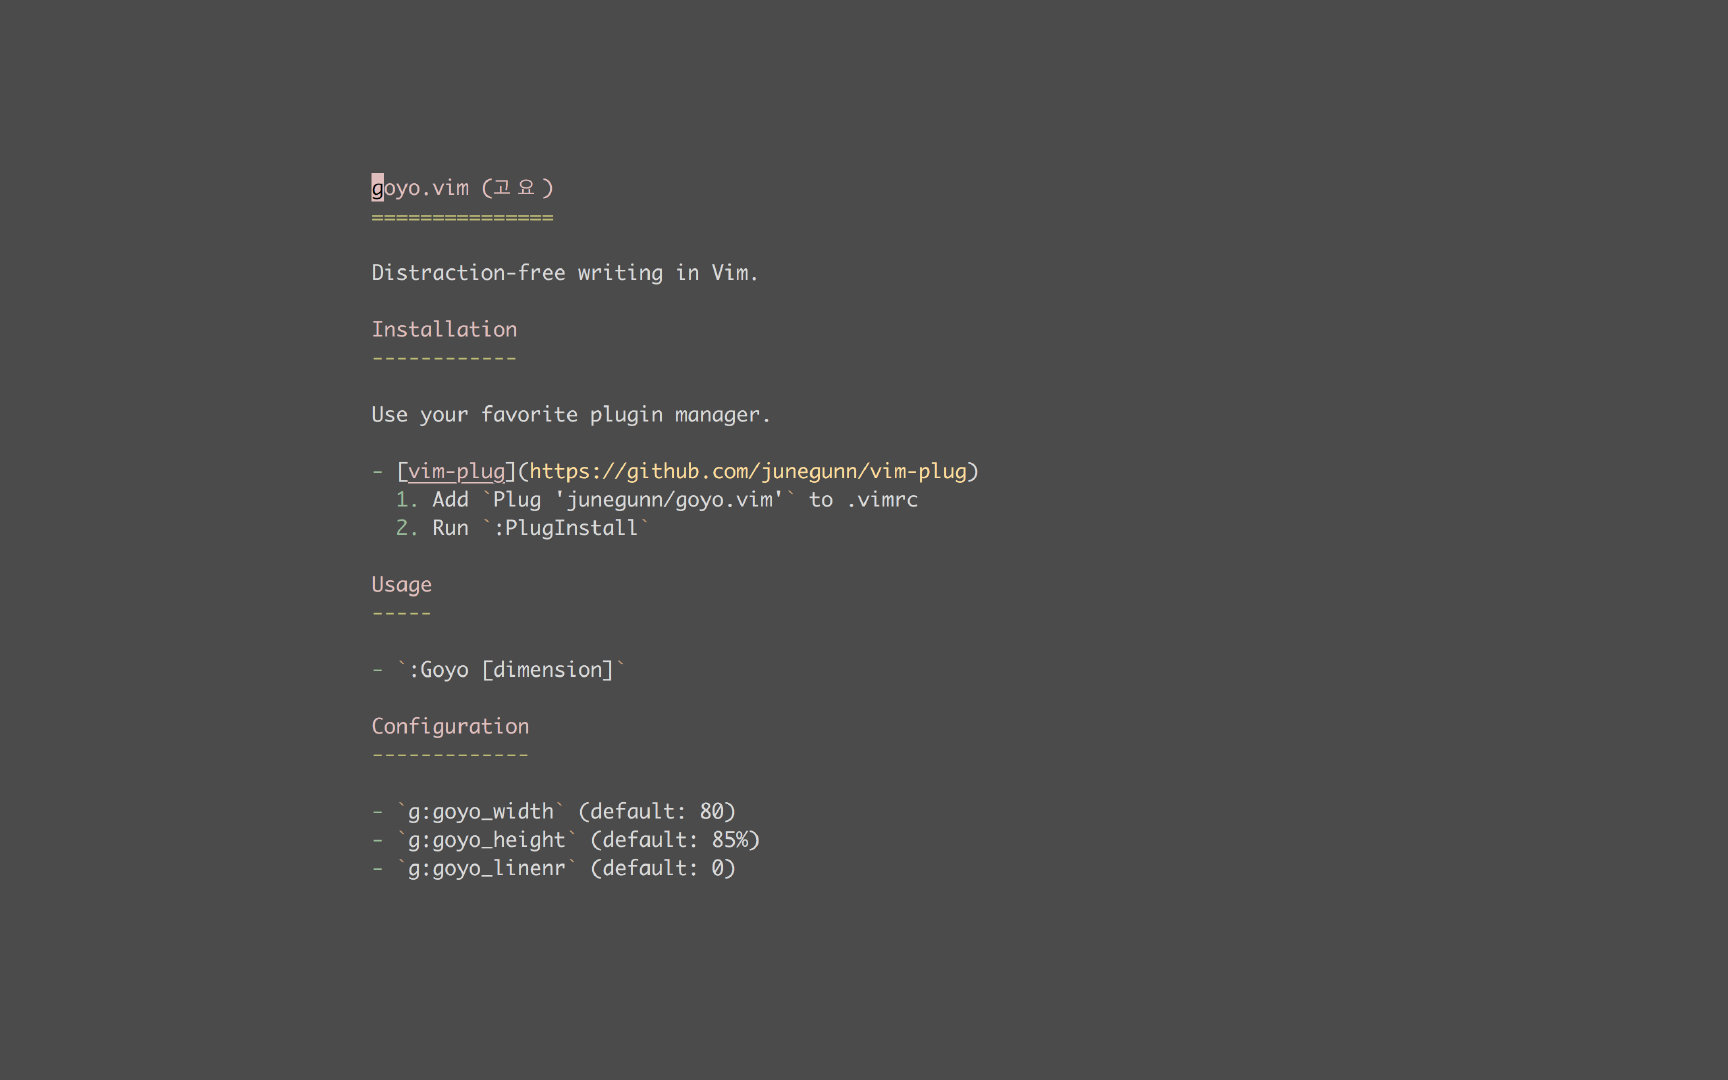 goyo.vim (고요)
===============
Distraction-free writing in Vim.
Installation
------------
Use your favorite plugin manager.
- [vim-plug](https://github.com/junegunn/vim-plug)
  1. Add `Plug 'junegunn/goyo.vim'` to .vimrc
  2. Run `:PlugInstall`
Usage
-----
- `:Goyo [dimension]`
Configuration
-------------
- `g:goyo_width` (default: 80)
- `g:goyo_height` (default: 85%)
- `g:goyo_linenr` (default: 0)